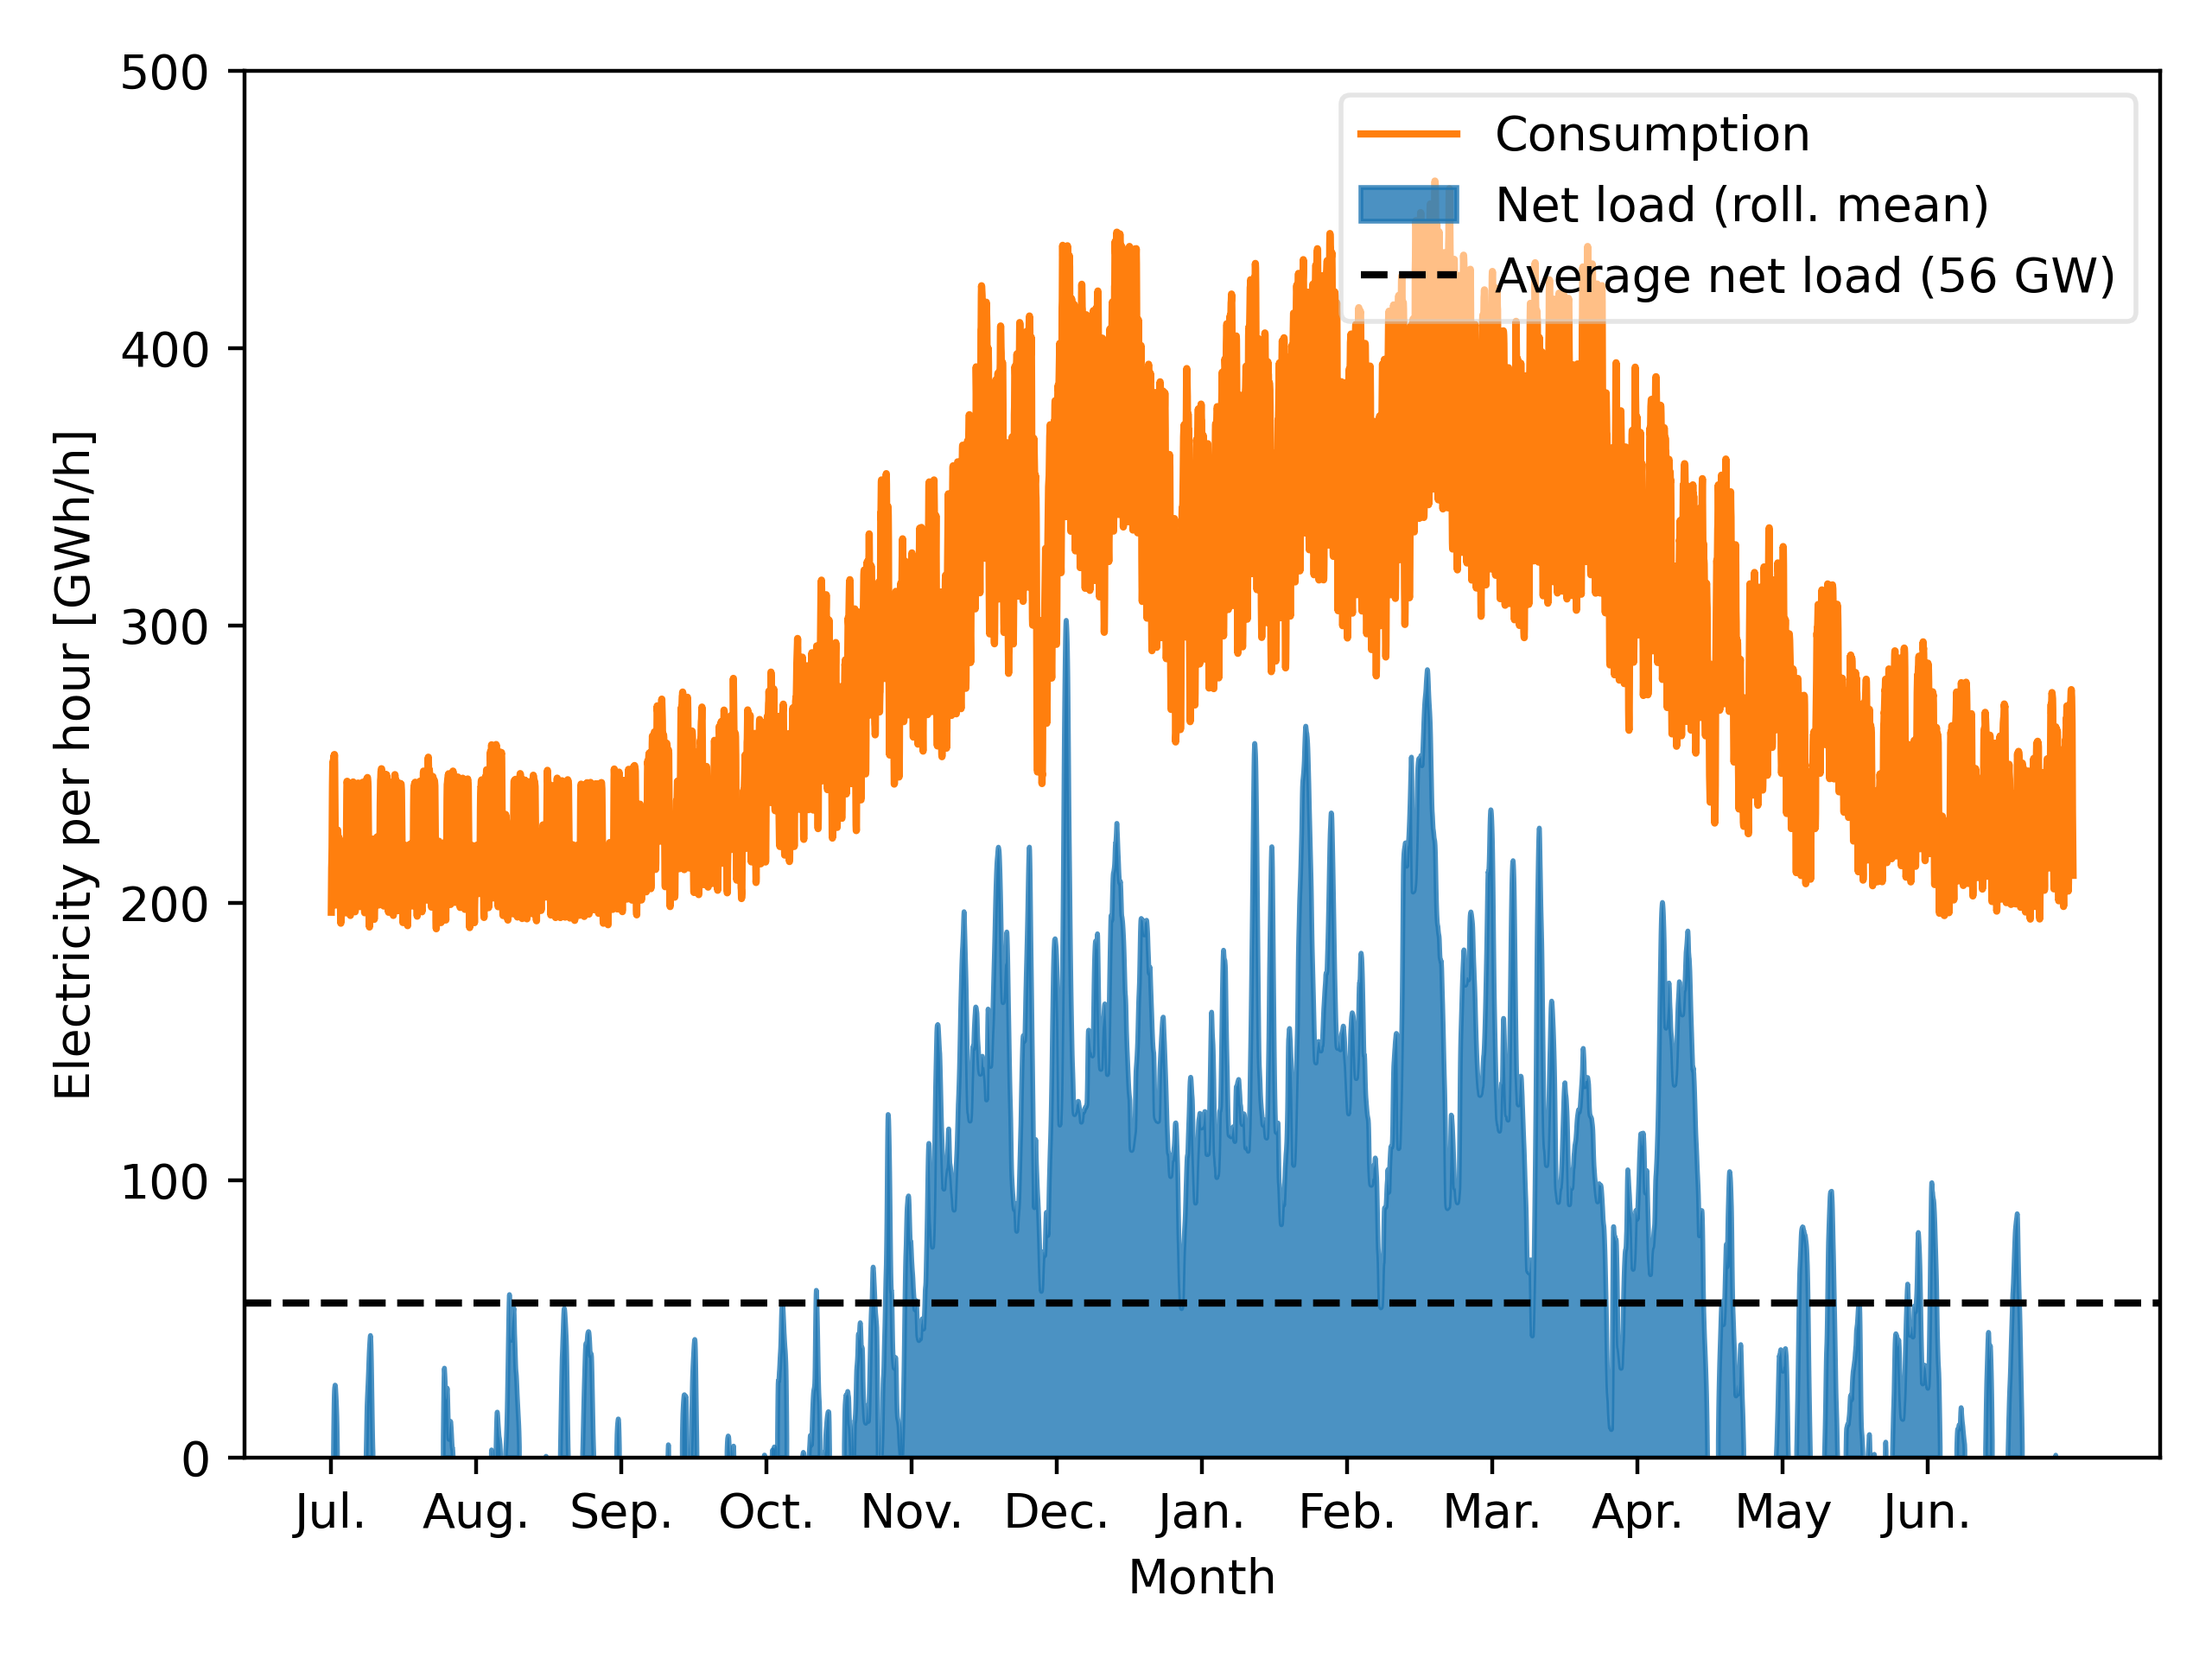 500
400
300
200
100
0
Electricity per hour [GWh/h]
Consumption
Net load (roll. mean)
Average net load (56 GW)
Jul. Aug. Sep. Oct. Nov. Dec. Jan. Feb. Mar. Apr. May Jun.
Month